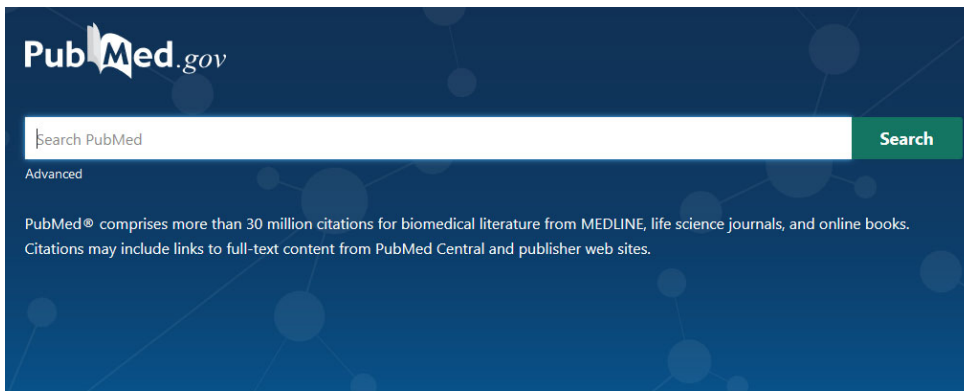 PubMed.gov
Search PubMed
Search
Advanced
PubMed® comprises more than 30 million citations for biomedical literature from MEDLINE, life science journals, and online books.
Citations may include links to full-text content from PubMed Central and publisher web sites.